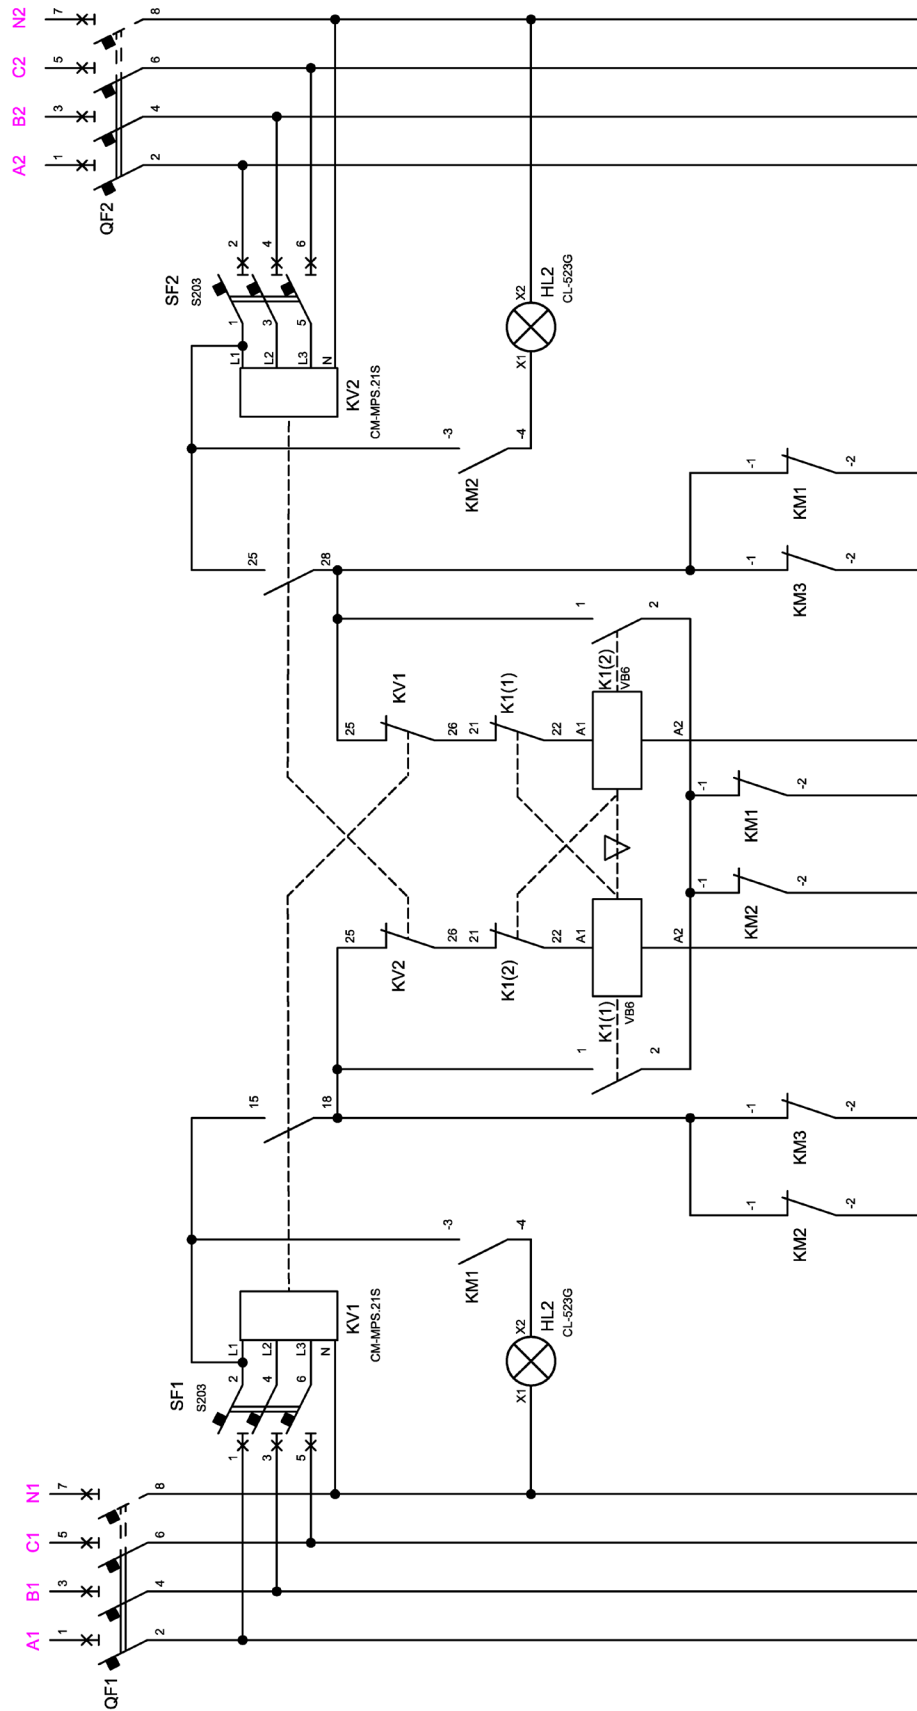 A1
B1
C1
N1
1
3
5
7
QF1
2
4
6
8
SF1
S203
1
3
5
2
4
6
L1
L2
L3
N
KV1
CM-MPS.21S
X1
X2
HL2
CL-523G
-3
-4
KM1
15
18
-1
-2
KM2
-1
-2
KM3
1
2
K1(1)
VB6
25
26
KV2
21
22
K1(2)
A1
A2
-1
-2
KM2
-1
-2
KM1
25
26
KV1
21
22
K1(1)
A1
A2
K1(2)
VB6
1
2
25
28
-1
-2
KM3
-1
-2
KM1
-3
-4
KM2
KV2
CM-MPS.21S
L1
L2
L3
N
SF2
S203
1
3
5
2
4
6
X1
X2
HL2
CL-523G
A2
B2
C2
N2
1
3
5
7
QF2
2
4
6
8